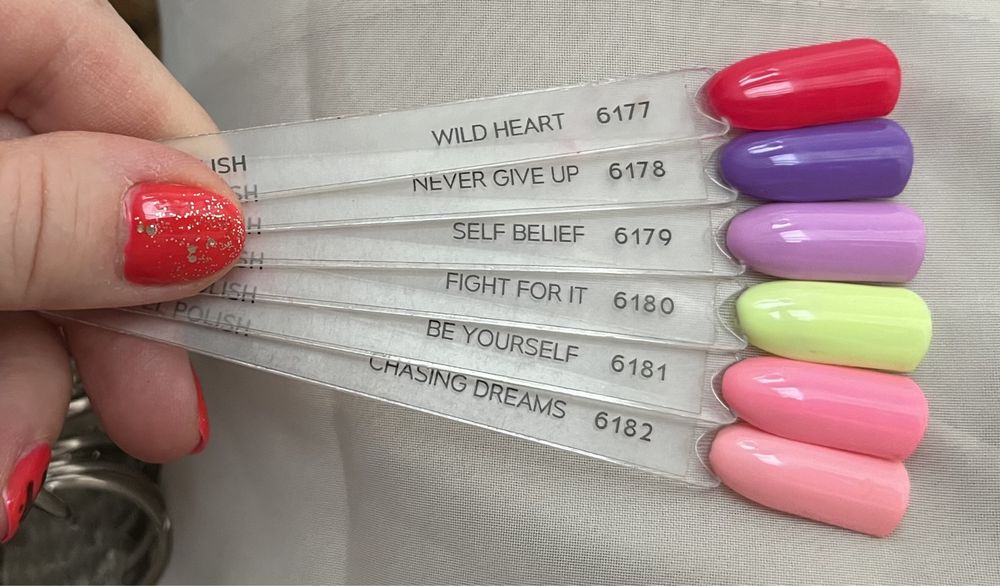 WILD HEART 6177
NEVER GIVE UP 6178
SELF BELIEF 6179
FIGHT FOR IT 6180
BE YOURSELF 6181
POLISH
CHASING DREAMS 6182